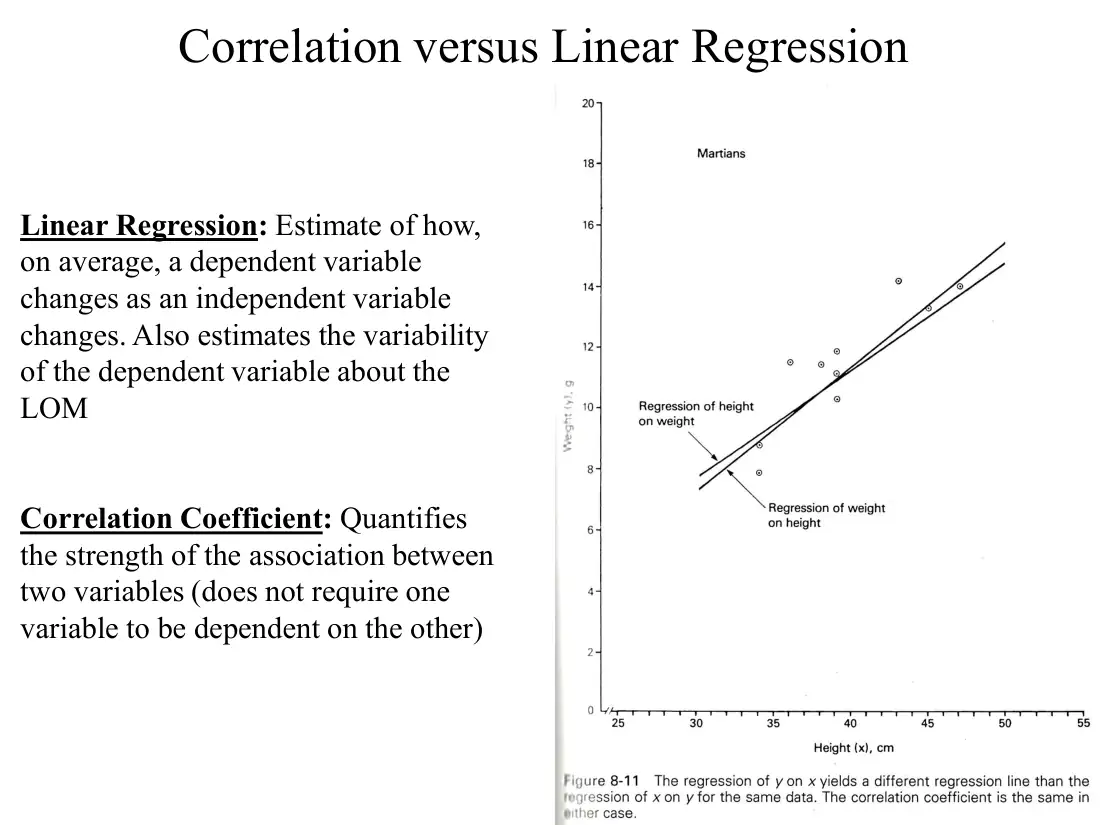 Correlation versus Linear Regression
Linear Regression: Estimate of how,
on average, a dependent variable
changes as an independent variable
changes. Also estimates the variability
of the dependent variable about the
LOM
Correlation Coefficient: Quantifies
the strength of the association between
two variables (does not require one
variable to be dependent on the other)
20
18
16
14
12
10
8
6
4
2
0
Weight (y), g
Martians
Regression of height
on weight
Regression of weight
on height
25 30 35 40 45 50 55
Height (x), cm
Figure 8-11 The regression of y on x yields a different regression line than the
regression of x on y for the same data. The correlation coefficient is the same in
either case.